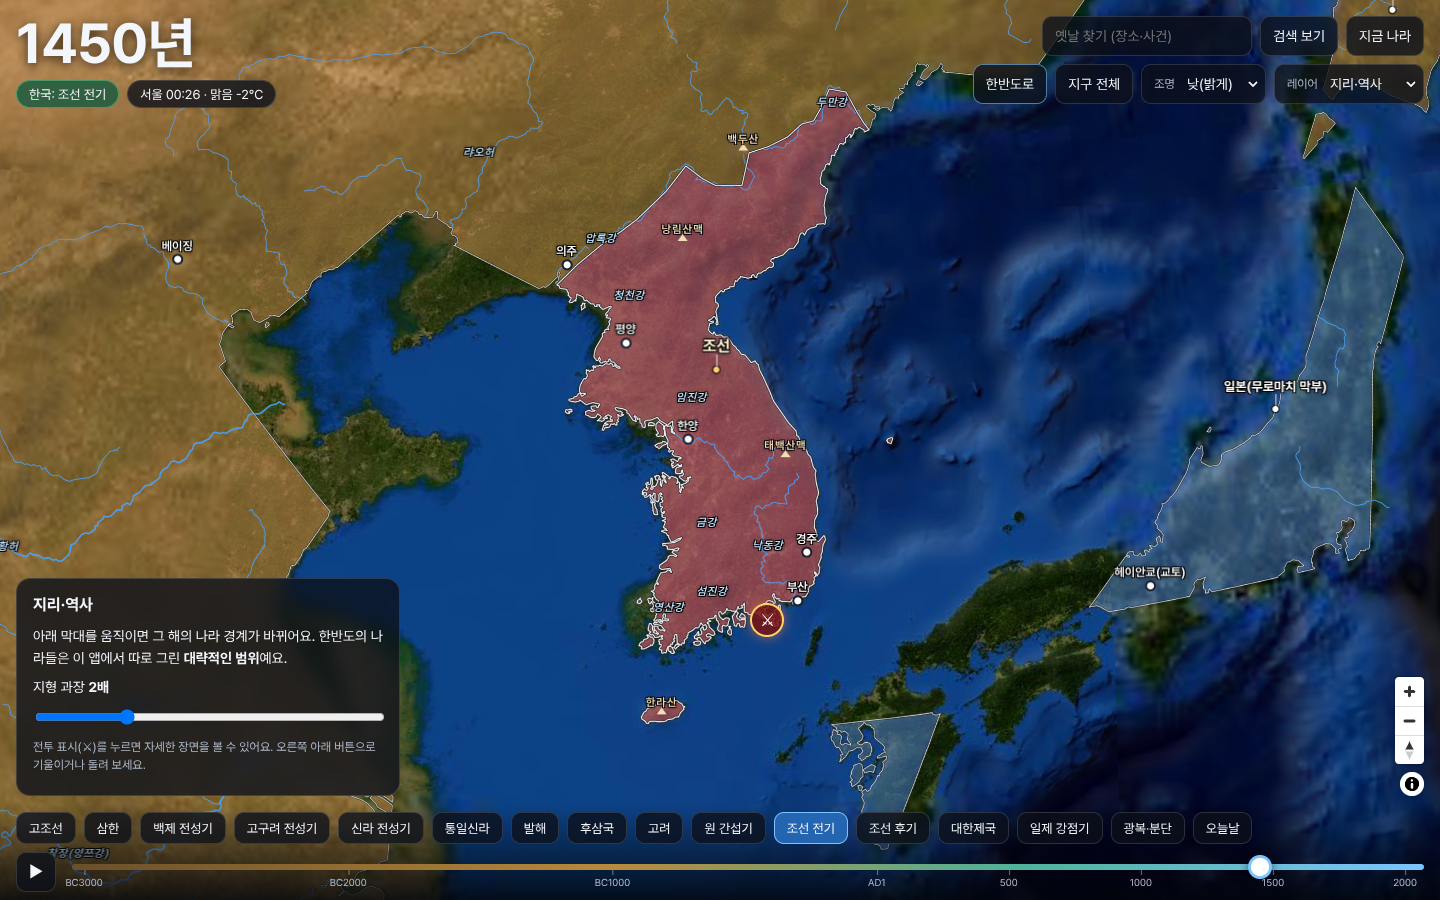 1450년
한국: 조선 전기
서울 00:26 · 맑음 -2°C
옛날 찾기 (장소·사건)
검색 보기
지금 나라
한반도로
지구 전체
조명 낮(밝게)
레이어 지리·역사
두만강
백두산
랴오허
낭림산맥
압록강
베이징
의주
청천강
평양
조선
일본(무로마치 막부)
임진강
한양
태백산맥
금강
낙동강
경주
황허
헤이안쿄(교토)
섬진강
부산
영산강
한라산
지리·역사
아래 막대를 움직이면 그 해의 나라 경계가 바뀌어요. 한반도의 나
라들은 이 앱에서 따로 그린 대략적인 범위예요.
지형 과장 2배
전투 표시(⚔)를 누르면 자세한 장면을 볼 수 있어요. 오른쪽 아래 버튼으로
기울이거나 돌려 보세요.
고조선
삼한
백제 전성기
고구려 전성기
신라 전성기
통일신라
발해
후삼국
고려
원 간섭기
조선 전기
조선 후기
대한제국
일제 강점기
광복·분단
오늘날
창장(양쯔강)
BC3000
BC2000
BC1000
AD1
500
1000
1500
2000